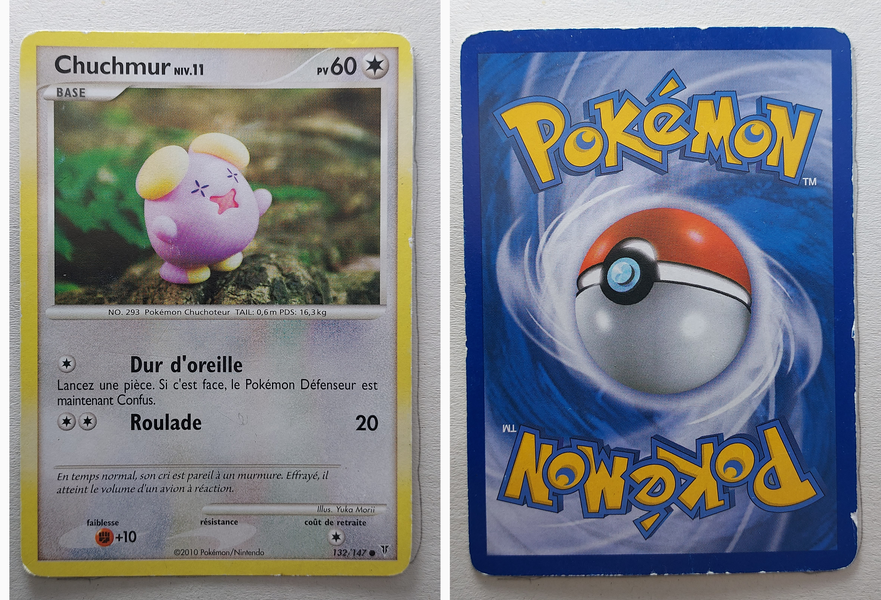 Chuchmur NIV.11
PV 60
BASE
NO. 293 Pokémon Chuchoteur TAIL: 0,6m PDS: 16,3kg
Dur d'oreille
Lancez une pièce. Si c'est face, le Pokémon Défenseur est
maintenant Confus.
Roulade 20
En temps normal, son cri est pareil à un murmure. Effrayé, il
atteint le volume d'un avion à réaction.
Illus. Yuka Morii
faiblesse résistance coût de retraite
+10
©2010 Pokémon/Nintendo 132/147
POKéMON
TM
TM
POKéMON